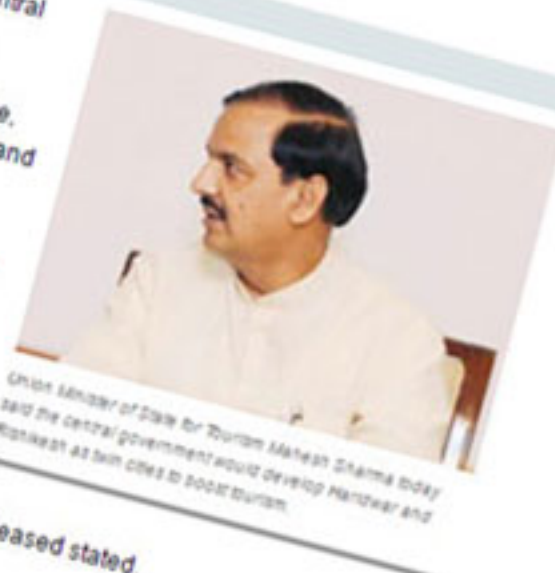 ntral
e,
and
Union Minister of State for Tourism Mahesh Sharma today
said the central government would develop Haridwar and
Rishikesh as twin cities to boost tourism.
eased stated